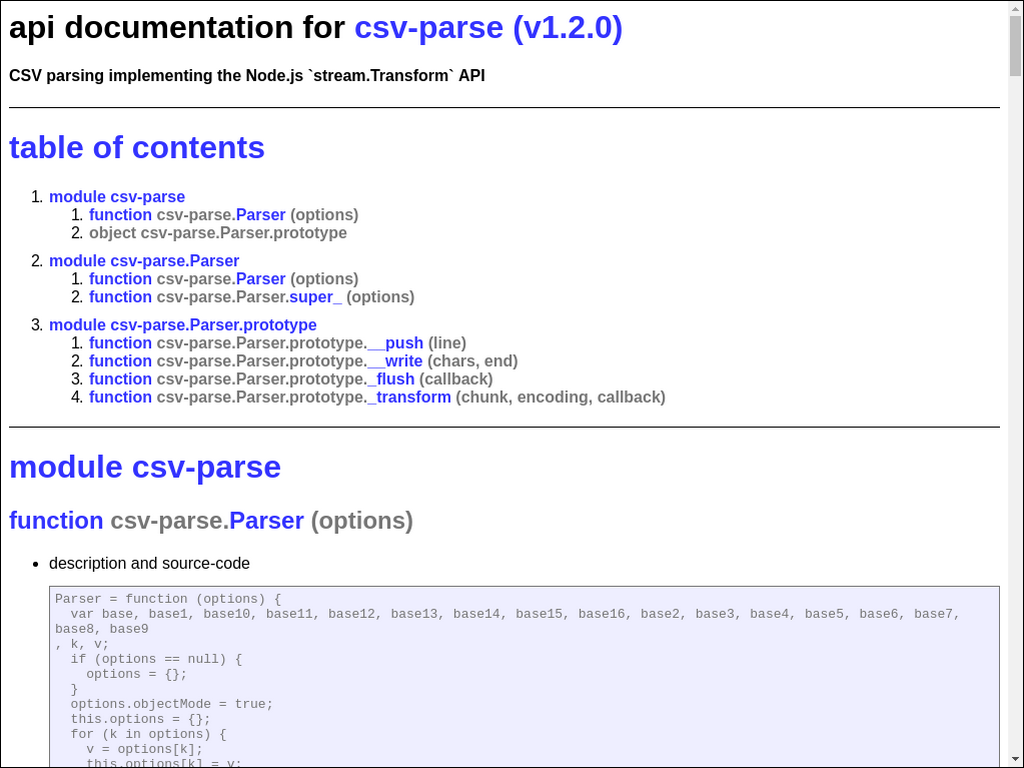 api documentation for csv-parse (v1.2.0)
CSV parsing implementing the Node.js `stream.Transform` API
table of contents
1. module csv-parse
1. function csv-parse.Parser (options)
2. object csv-parse.Parser.prototype
2. module csv-parse.Parser
1. function csv-parse.Parser (options)
2. function csv-parse.Parser.super_ (options)
3. module csv-parse.Parser.prototype
1. function csv-parse.Parser.prototype.__push (line)
2. function csv-parse.Parser.prototype.__write (chars, end)
3. function csv-parse.Parser.prototype._flush (callback)
4. function csv-parse.Parser.prototype._transform (chunk, encoding, callback)
module csv-parse
function csv-parse.Parser (options)
• description and source-code
Parser = function (options) {
  var base, base1, base10, base11, base12, base13, base14, base15, base16, base2, base3, base4, base5, base6, base7,
base8, base9
, k, v;
  if (options == null) {
    options = {};
  }
  options.objectMode = true;
  this.options = {};
  for (k in options) {
    v = options[k];
    this.options[k] = v;